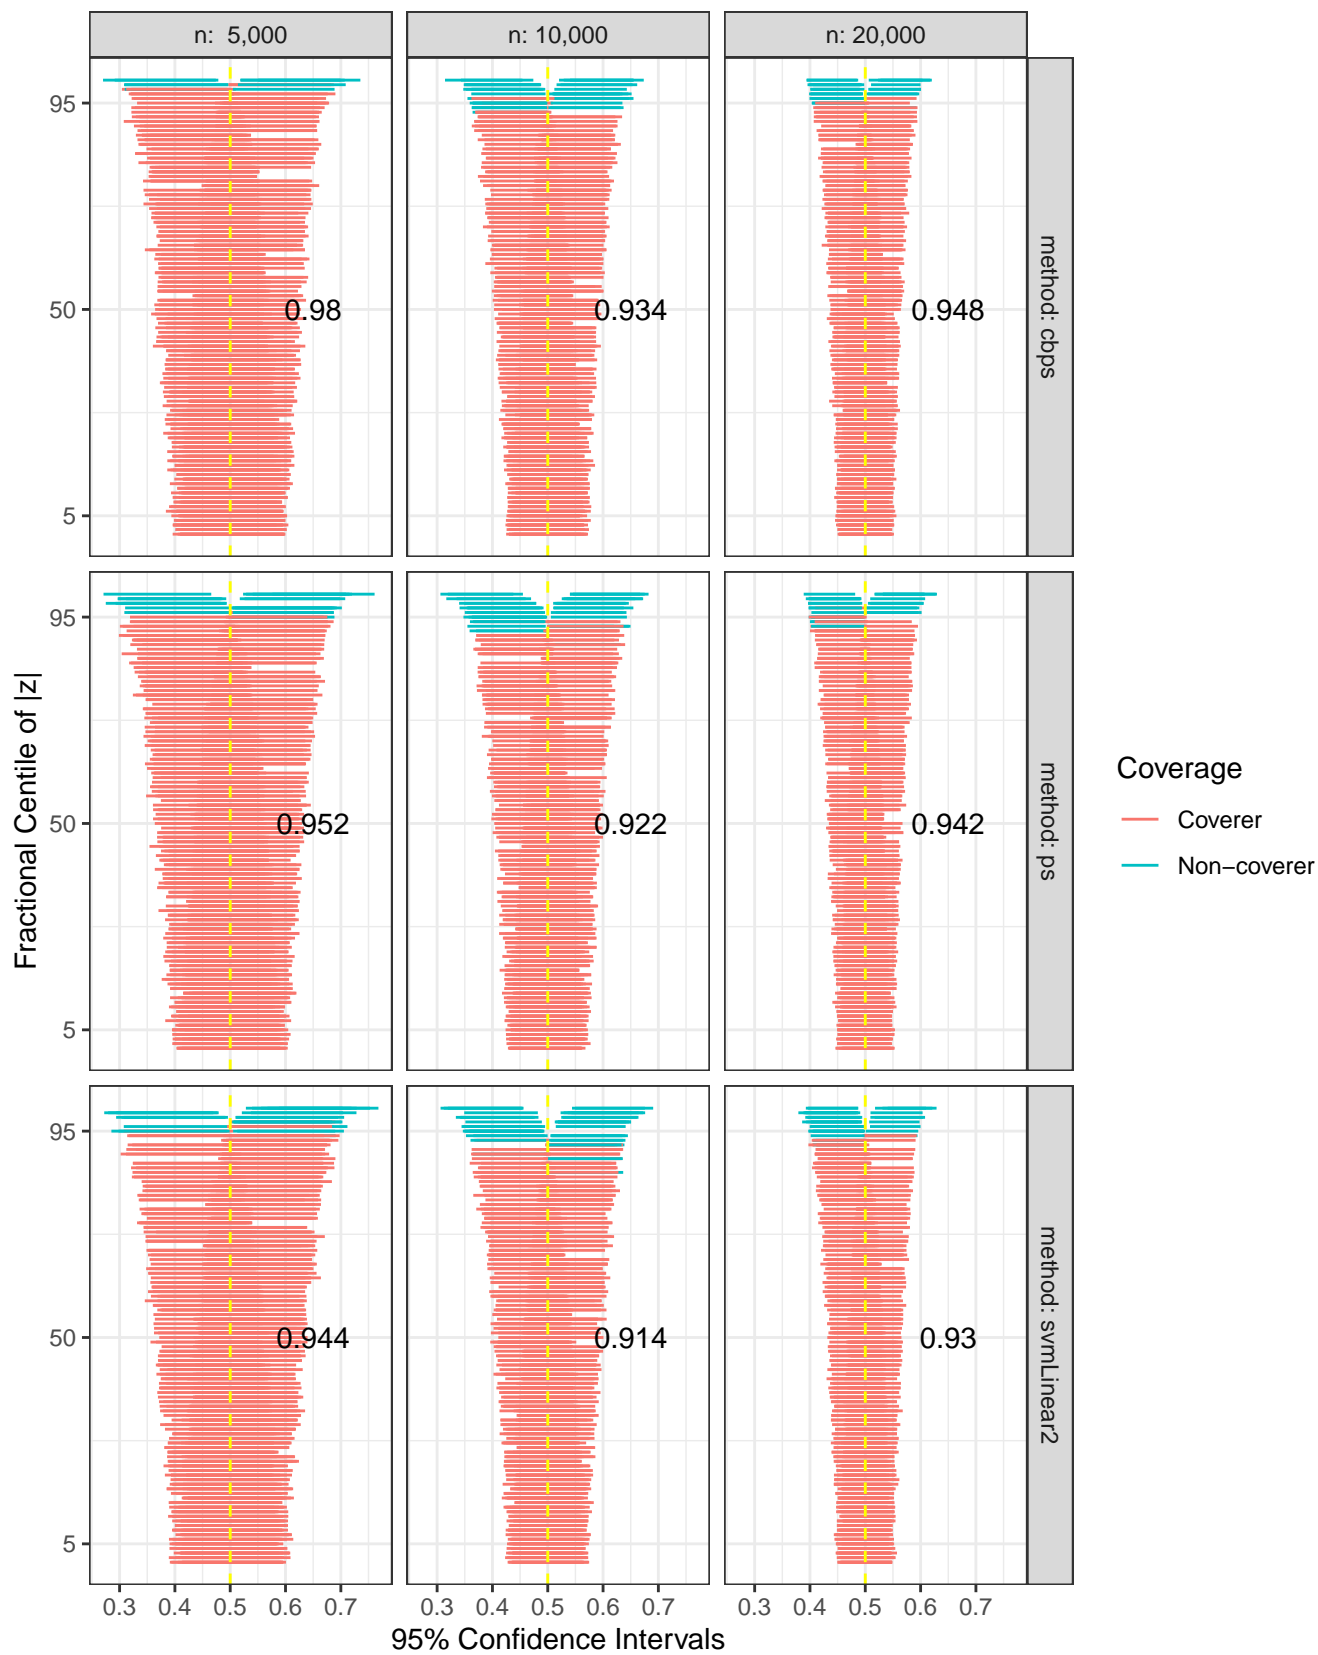 n:  5,000
n: 10,000
n: 20,000
95
50
5
0.98
0.934
0.948
method: cbps
95
50
5
0.952
0.922
0.942
method: ps
95
50
5
0.944
0.914
0.93
method: svmLinear2
Fractional Centile of |z|
0.3 0.4 0.5 0.6 0.7
0.3 0.4 0.5 0.6 0.7
0.3 0.4 0.5 0.6 0.7
95% Confidence Intervals
Coverage
Coverer
Non−coverer